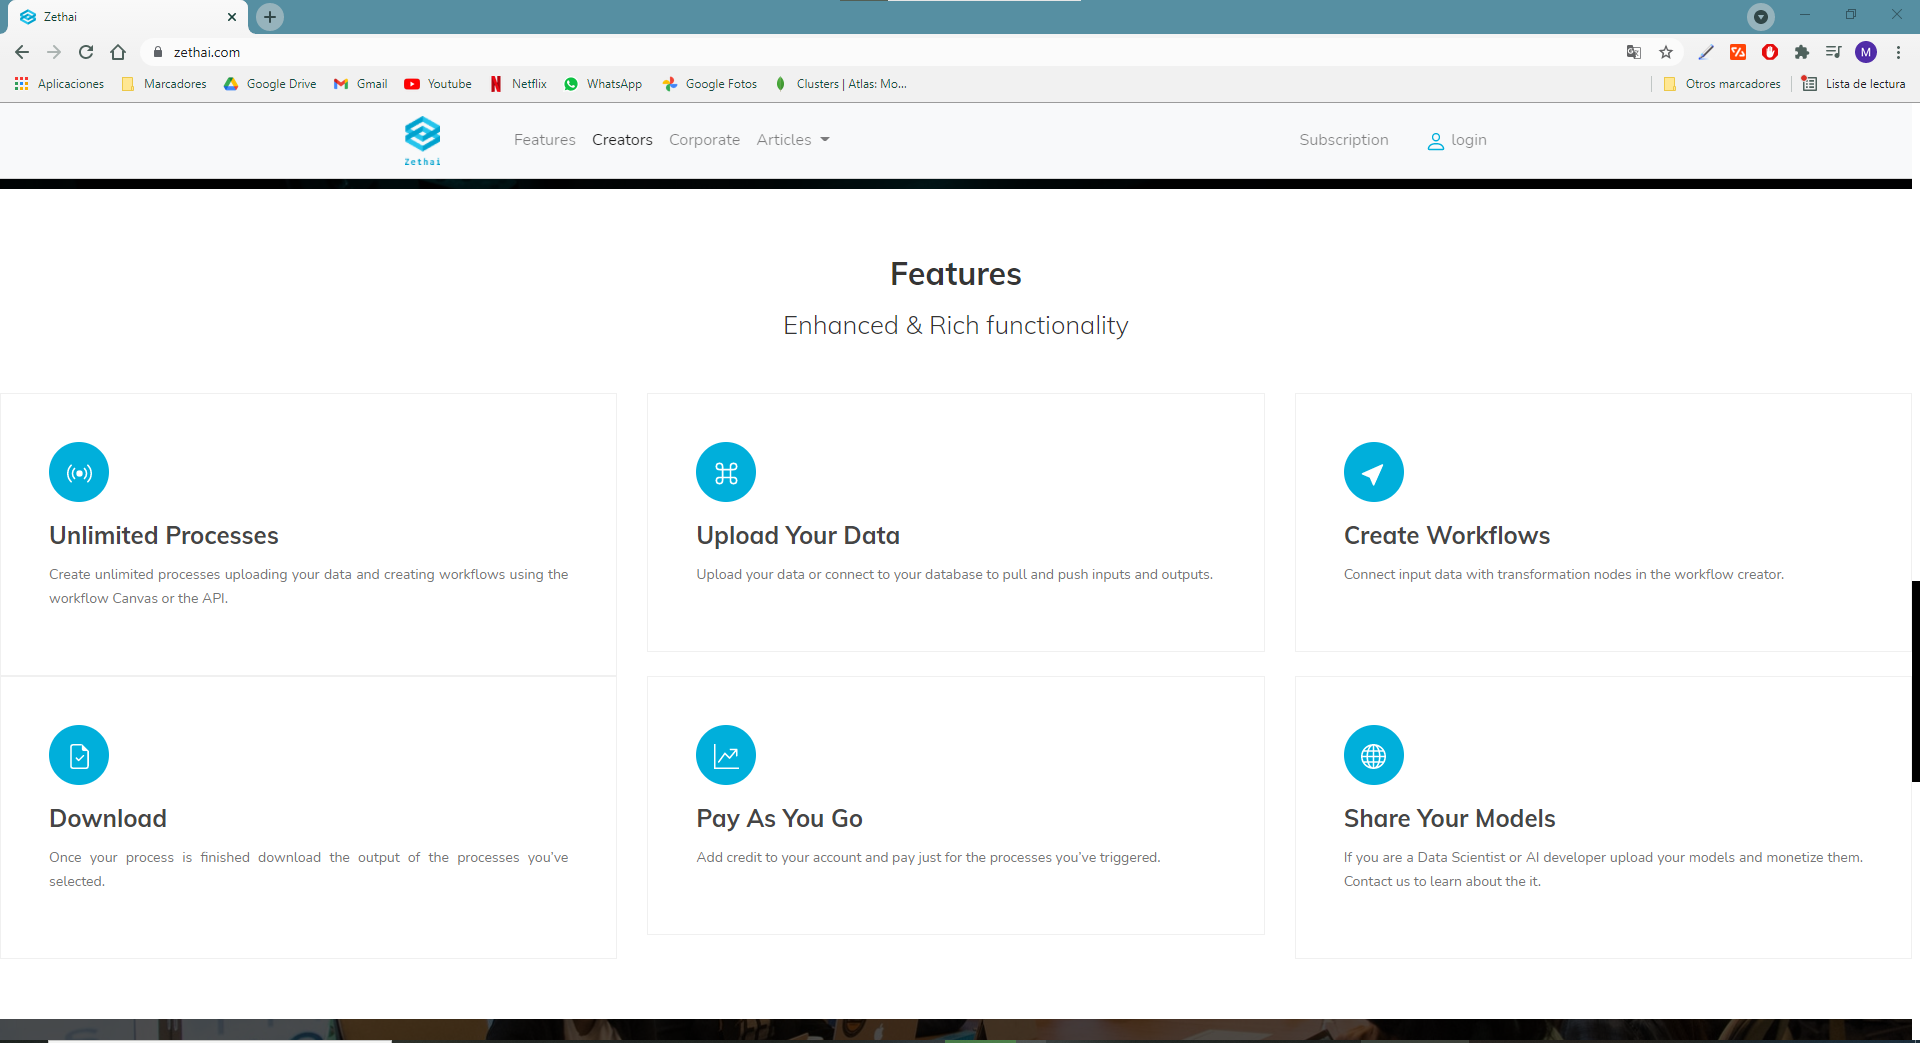 Zethai
zethai.com
M
Aplicaciones Marcadores Google Drive Gmail Youtube Netflix WhatsApp Google Fotos Clusters | Atlas: Mo... Otros marcadores Lista de lectura
Zethai
Features Creators Corporate Articles Subscription login
Features
Enhanced & Rich functionality
Unlimited Processes
Create unlimited processes uploading your data and creating workflows using the
workflow Canvas or the API.
Upload Your Data
Upload your data or connect to your database to pull and push inputs and outputs.
Create Workflows
Connect input data with transformation nodes in the workflow creator.
Download
Once your process is finished download the output of the processes you've
selected.
Pay As You Go
Add credit to your account and pay just for the processes you've triggered.
Share Your Models
If you are a Data Scientist or AI developer upload your models and monetize them.
Contact us to learn about the it.